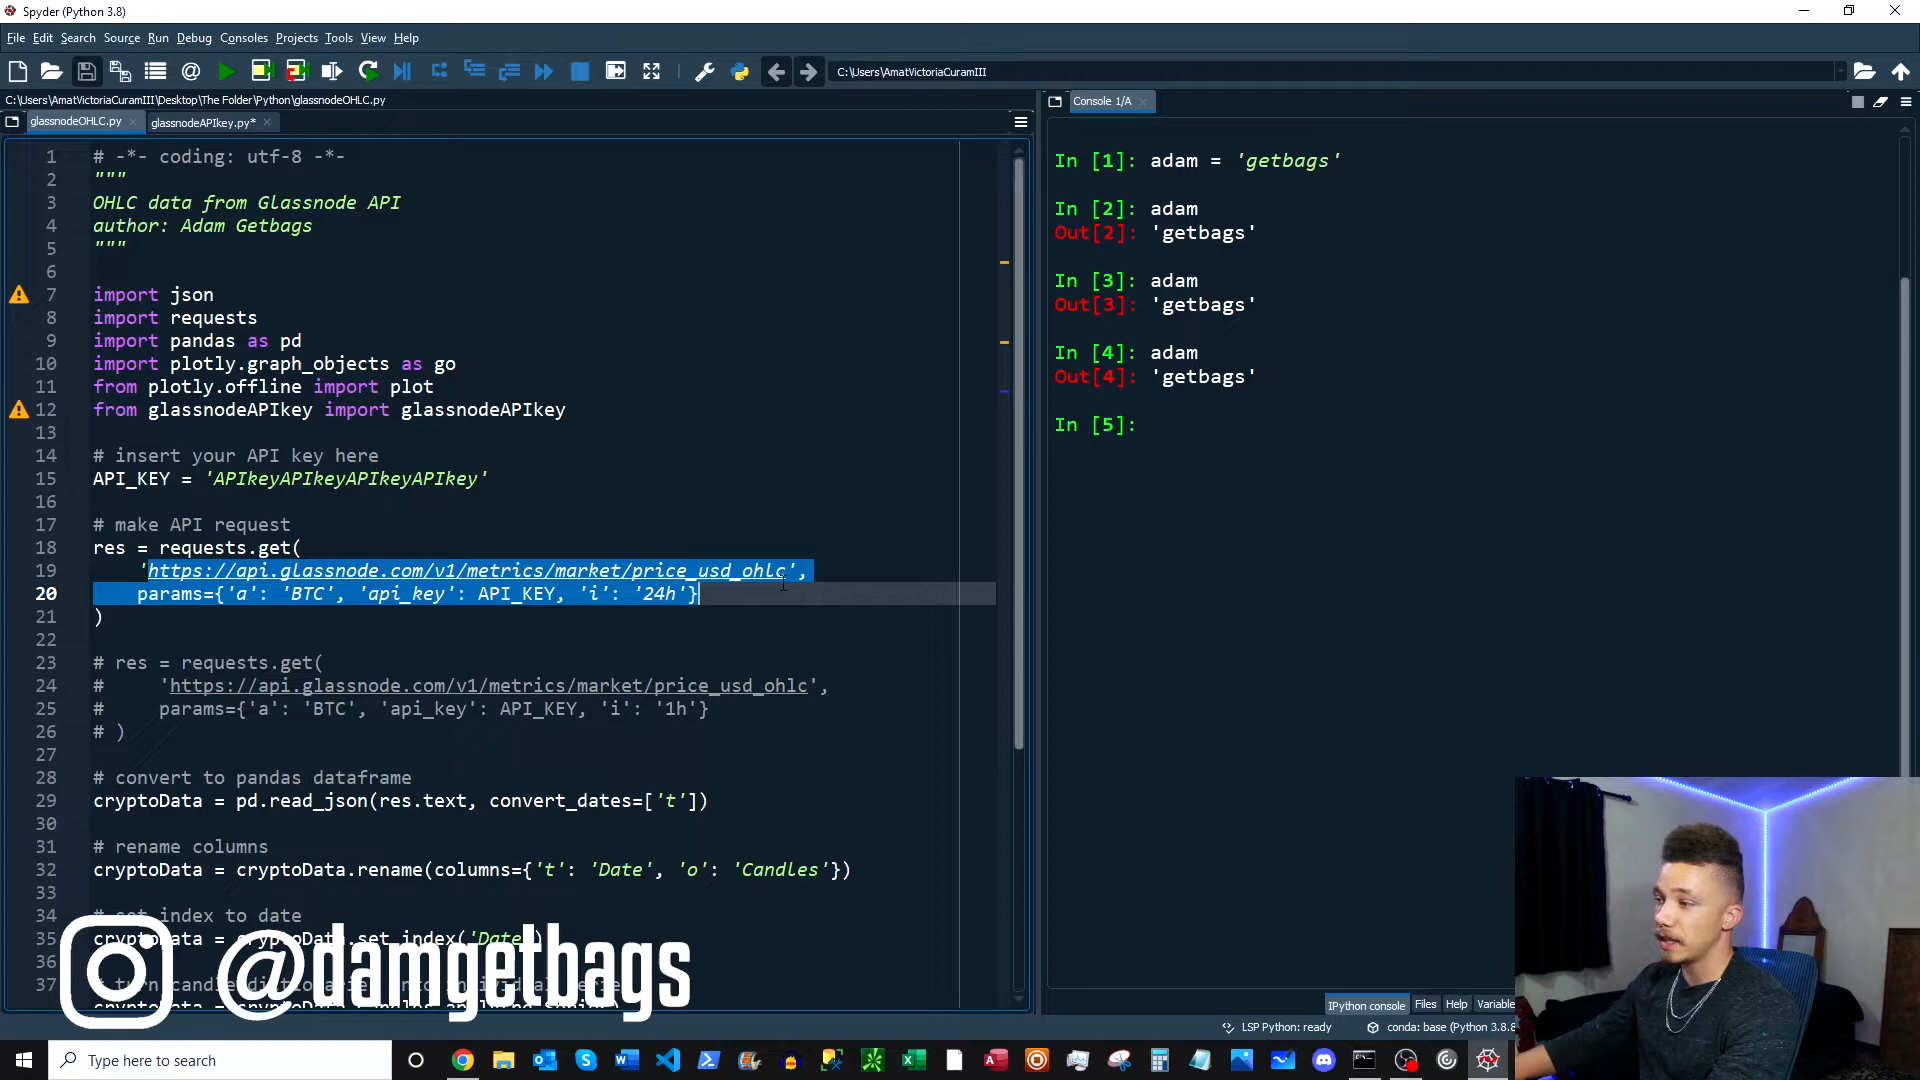 Spyder (Python 3.8)
File Edit Search Source Run Debug Consoles Projects Tools View Help
C:\Users\AmatVictoriaCuramIII
C:\Users\AmatVictoriaCuramIII\Desktop\The Folder\Python\glassnodeOHLC.py
glassnodeOHLC.py
glassnodeAPIkey.py*
1 # -*- coding: utf-8 -*-
2 """
3 OHLC data from Glassnode API
4 author: Adam Getbags
5 """
6
7 import json
8 import requests
9 import pandas as pd
10 import plotly.graph_objects as go
11 from plotly.offline import plot
12 from glassnodeAPIkey import glassnodeAPIkey
13
14 # insert your API key here
15 API_KEY = 'APIkeyAPIkeyAPIkeyAPIkey'
16
17 # make API request
18 res = requests.get(
19 'https://api.glassnode.com/v1/metrics/market/price_usd_ohlc',
20 params={'a': 'BTC', 'api_key': API_KEY, 'i': '24h'}
21 )
22
23 # res = requests.get(
24 # 'https://api.glassnode.com/v1/metrics/market/price_usd_ohlc',
25 # params={'a': 'BTC', 'api_key': API_KEY, 'i': '1h'}
26 # )
27
28 # convert to pandas dataframe
29 cryptoData = pd.read_json(res.text, convert_dates=['t'])
30
31 # rename columns
32 cryptoData = cryptoData.rename(columns={'t': 'Date', 'o': 'Candles'})
33
34 # set index to date
35 cryptoData = cryptoData.set_index('Date')
36
37
@damgetbags
Console 1/A
In [1]: adam = 'getbags'
In [2]: adam
Out[2]: 'getbags'
In [3]: adam
Out[3]: 'getbags'
In [4]: adam
Out[4]: 'getbags'
In [5]:
IPython console Files Help Variable
LSP Python: ready conda: base (Python 3.8.8
Type here to search